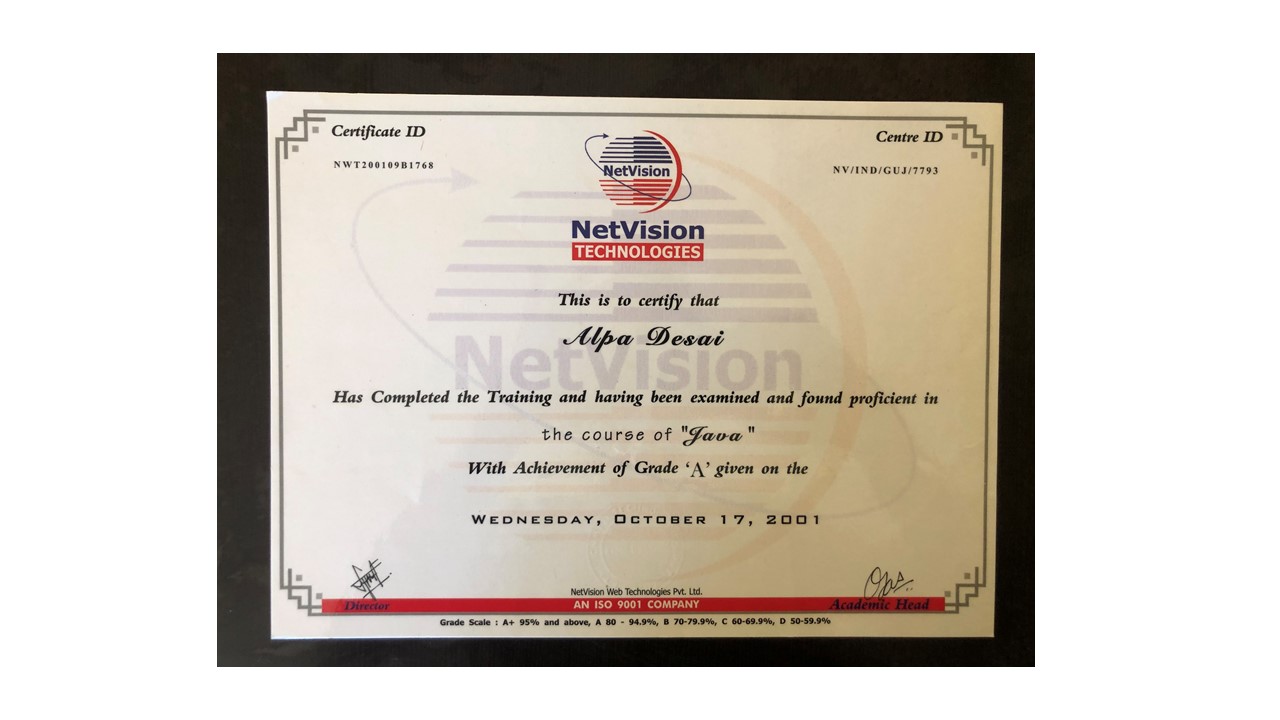 Certificate ID
Centre ID
NWT200109B1768
NV/IND/GUJ/7793
NetVision
NetVision
TECHNOLOGIES
This is to certify that
Alpa Desai
NetVision
Has Completed the Training and having been examined and found proficient in
the course of "Java"
With Achievement of Grade ‘A’ given on the
WEDNESDAY, OCTOBER 17, 2001
NetVision Web Technologies Pvt. Ltd.
Director
AN ISO 9001 COMPANY
Academic Head
Grade Scale : A+ 95% and above, A 80 - 94.9%, B 70-79.9%, C 60-69.9%, D 50-59.9%